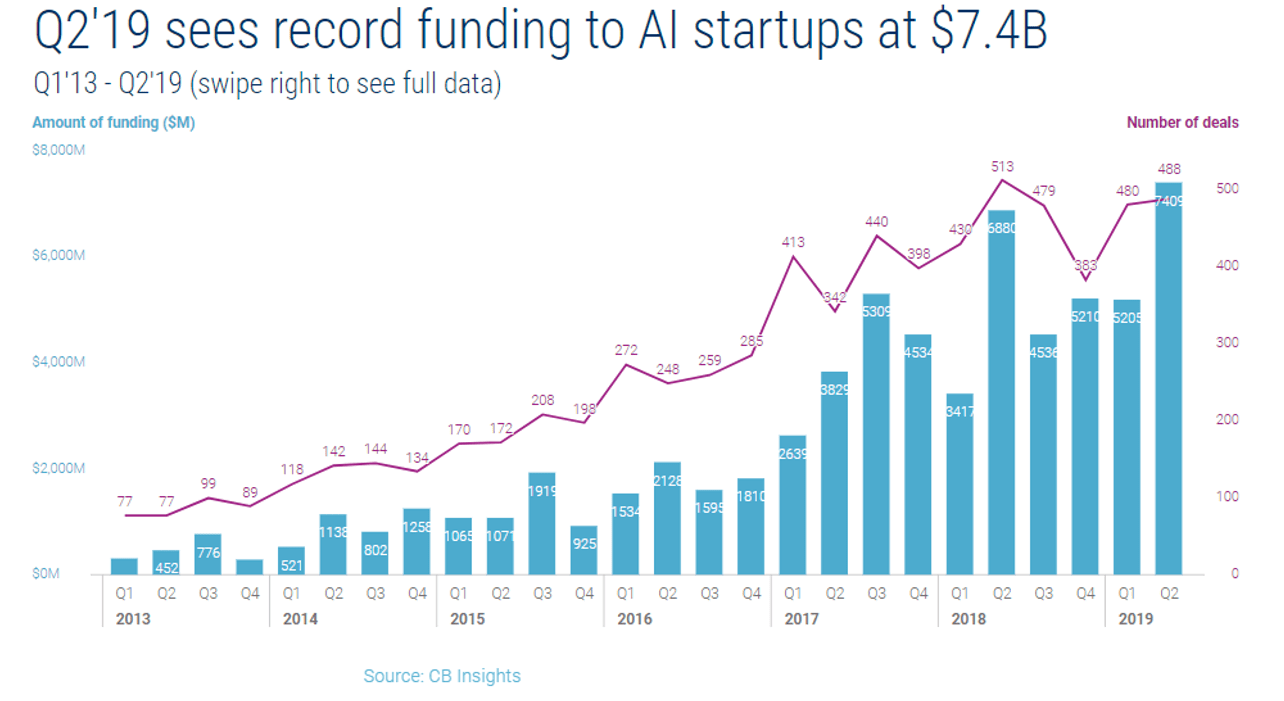 Q2'19 sees record funding to AI startups at $7.4B
Q1'13 - Q2'19 (swipe right to see full data)
Amount of funding ($M)
Number of deals
$8,000M
$6,000M
$4,000M
$2,000M
$0M
500
400
300
200
100
0
77 77 99 89 118 142 144 134 170 172 208 198 272 248 259 285 413 342 440 398 430 513 479 383 480 488
452 776 521 1138 802 1258 1065 1071 1919 925 1534 2128 1595 1810 2639 3829 5309 4534 3417 6880 4536 5210 5205 7409
Q1 Q2 Q3 Q4 Q1 Q2 Q3 Q4 Q1 Q2 Q3 Q4 Q1 Q2 Q3 Q4 Q1 Q2 Q3 Q4 Q1 Q2 Q3 Q4 Q1 Q2
2013 2014 2015 2016 2017 2018 2019
Source: CB Insights